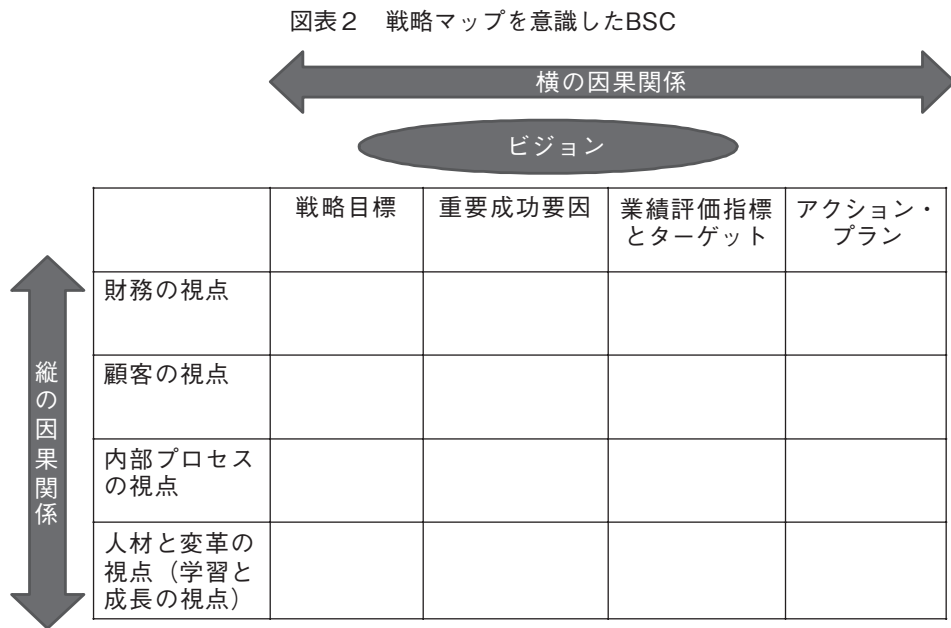 図表2 戦略マップを意識したBSC
横の因果関係
ビジョン
戦略目標
重要成功要因
業績評価指標
とターゲット
アクション・
プラン
縦の因果関係
財務の視点
顧客の視点
内部プロセス
の視点
人材と変革の
視点(学習と
成長の視点)